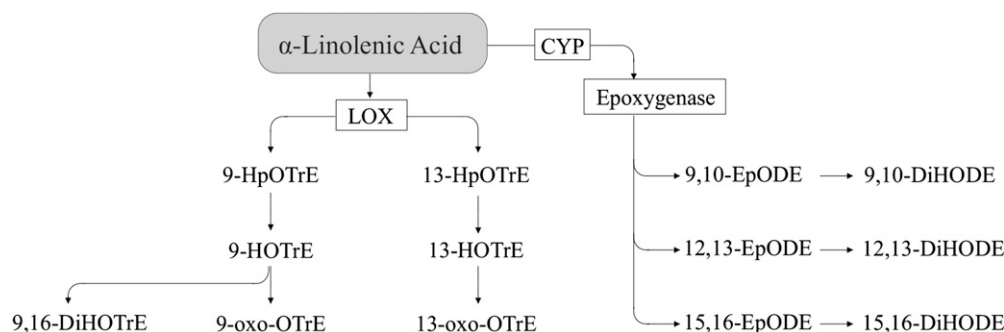 α-Linolenic Acid
CYP
Epoxygenase
LOX
9-HpOTrE
13-HpOTrE
9,10-EpODE
9,10-DiHODE
9-HOTrE
13-HOTrE
12,13-EpODE
12,13-DiHODE
9,16-DiHOTrE
9-oxo-OTrE
13-oxo-OTrE
15,16-EpODE
15,16-DiHODE